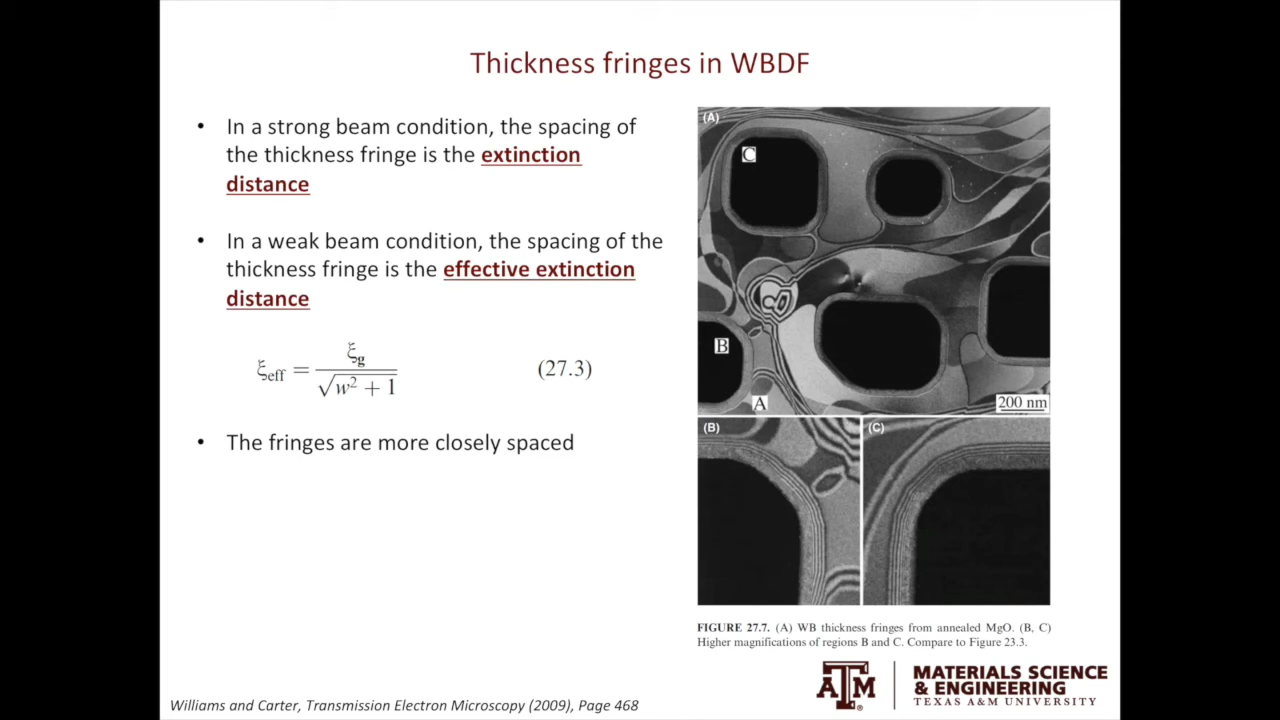 Thickness fringes in WBDF
• In a strong beam condition, the spacing of
the thickness fringe is the extinction
distance
• In a weak beam condition, the spacing of the
thickness fringe is the effective extinction
distance
ξeff = ξg / √(w² + 1) (27.3)
• The fringes are more closely spaced
(A)
C
B
A
200 nm
(B)
(C)
FIGURE 27.7. (A) WB thickness fringes from annealed MgO. (B, C)
Higher magnifications of regions B and C. Compare to Figure 23.3.
ATM®
MATERIALS SCIENCE
& ENGINEERING
TEXAS A&M UNIVERSITY
Williams and Carter, Transmission Electron Microscopy (2009), Page 468